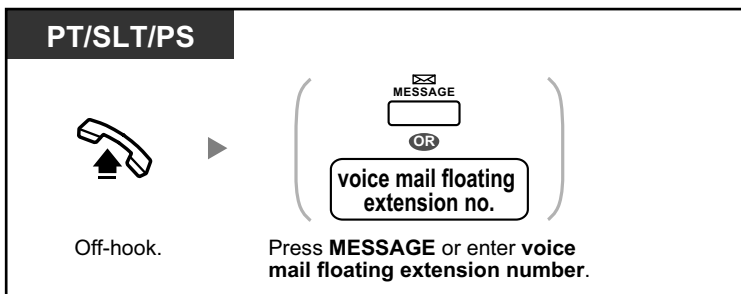 PT/SLT/PS
MESSAGE
OR
voice mail floating
extension no.
Off-hook.
Press MESSAGE or enter voice
mail floating extension number.